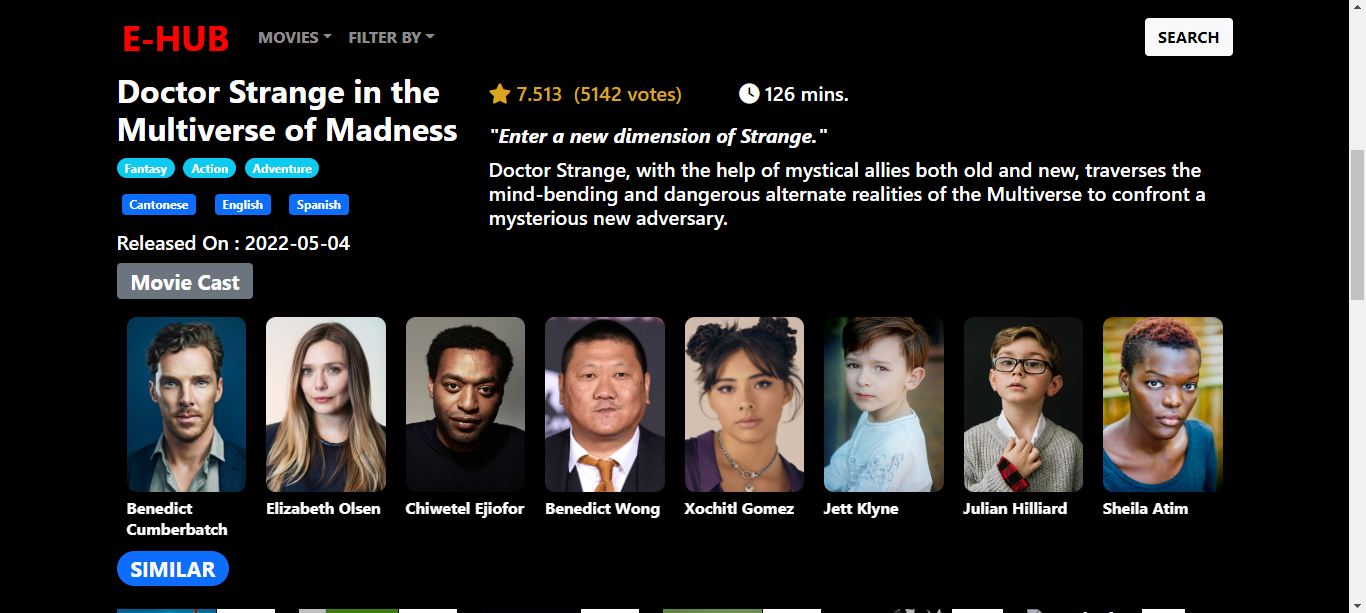 E-HUB MOVIES FILTER BY SEARCH
Doctor Strange in the
Multiverse of Madness
Fantasy Action Adventure
Cantonese English Spanish
Released On : 2022-05-04
7.513 (5142 votes) 126 mins.
"Enter a new dimension of Strange."
Doctor Strange, with the help of mystical allies both old and new, traverses the
mind-bending and dangerous alternate realities of the Multiverse to confront a
mysterious new adversary.
Movie Cast
Benedict
Cumberbatch
Elizabeth Olsen
Chiwetel Ejiofor
Benedict Wong
Xochitl Gomez
Jett Klyne
Julian Hilliard
Sheila Atim
SIMILAR